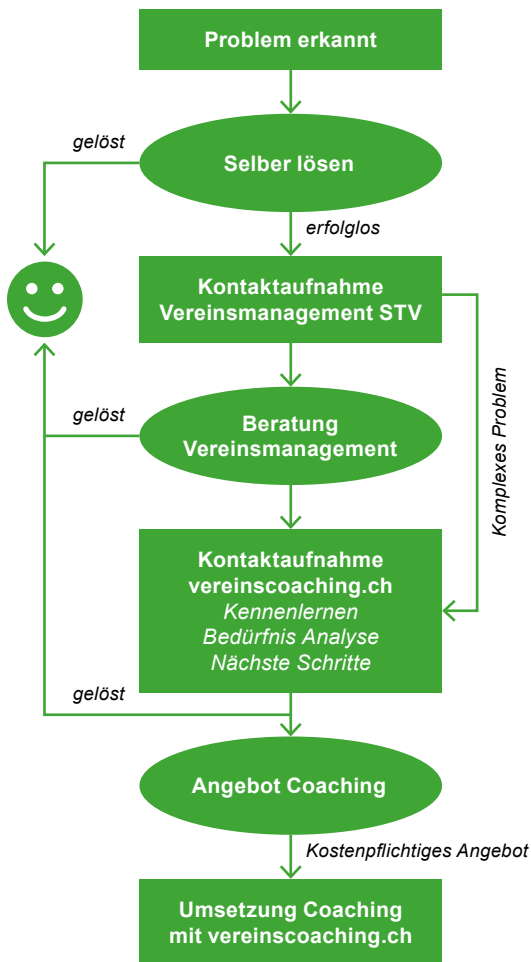 Problem erkannt
gelöst
Selber lösen
erfolglos
Kontaktaufnahme
Vereinsmanagement STV
gelöst
Beratung
Vereinsmanagement
Komplexes Problem
Kontaktaufnahme
vereinscoaching.ch
Kennenlernen
Bedürfnis Analyse
Nächste Schritte
gelöst
Angebot Coaching
Kostenpflichtiges Angebot
Umsetzung Coaching
mit vereinscoaching.ch